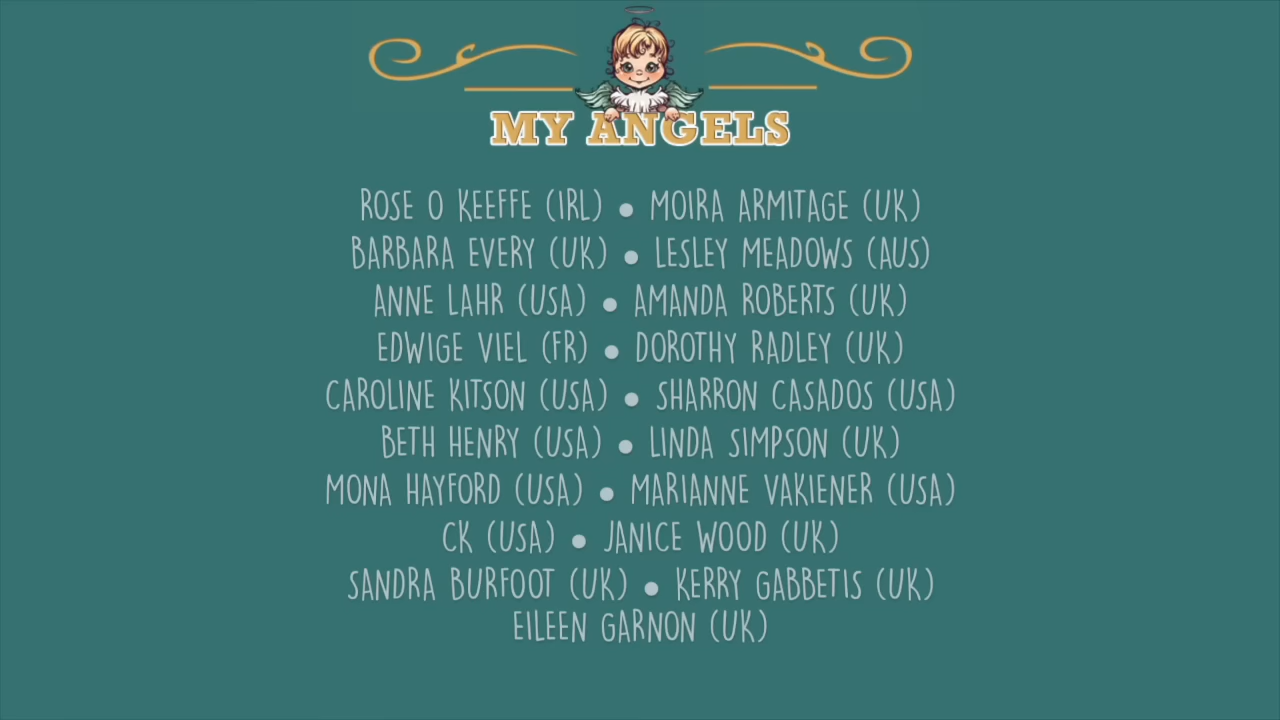 MY ANGELS
ROSE O KEEFFE (IRL) • MOIRA ARMITAGE (UK)
BARBARA EVERY (UK) • LESLEY MEADOWS (AUS)
ANNE LAHR (USA) • AMANDA ROBERTS (UK)
EDWIGE VIEL (FR) • DOROTHY RADLEY (UK)
CAROLINE KITSON (USA) • SHARRON CASADOS (USA)
BETH HENRY (USA) • LINDA SIMPSON (UK)
MONA HAYFORD (USA) • MARIANNE VAKIENER (USA)
CK (USA) • JANICE WOOD (UK)
SANDRA BURFOOT (UK) • KERRY GABBETIS (UK)
EILEEN GARNON (UK)